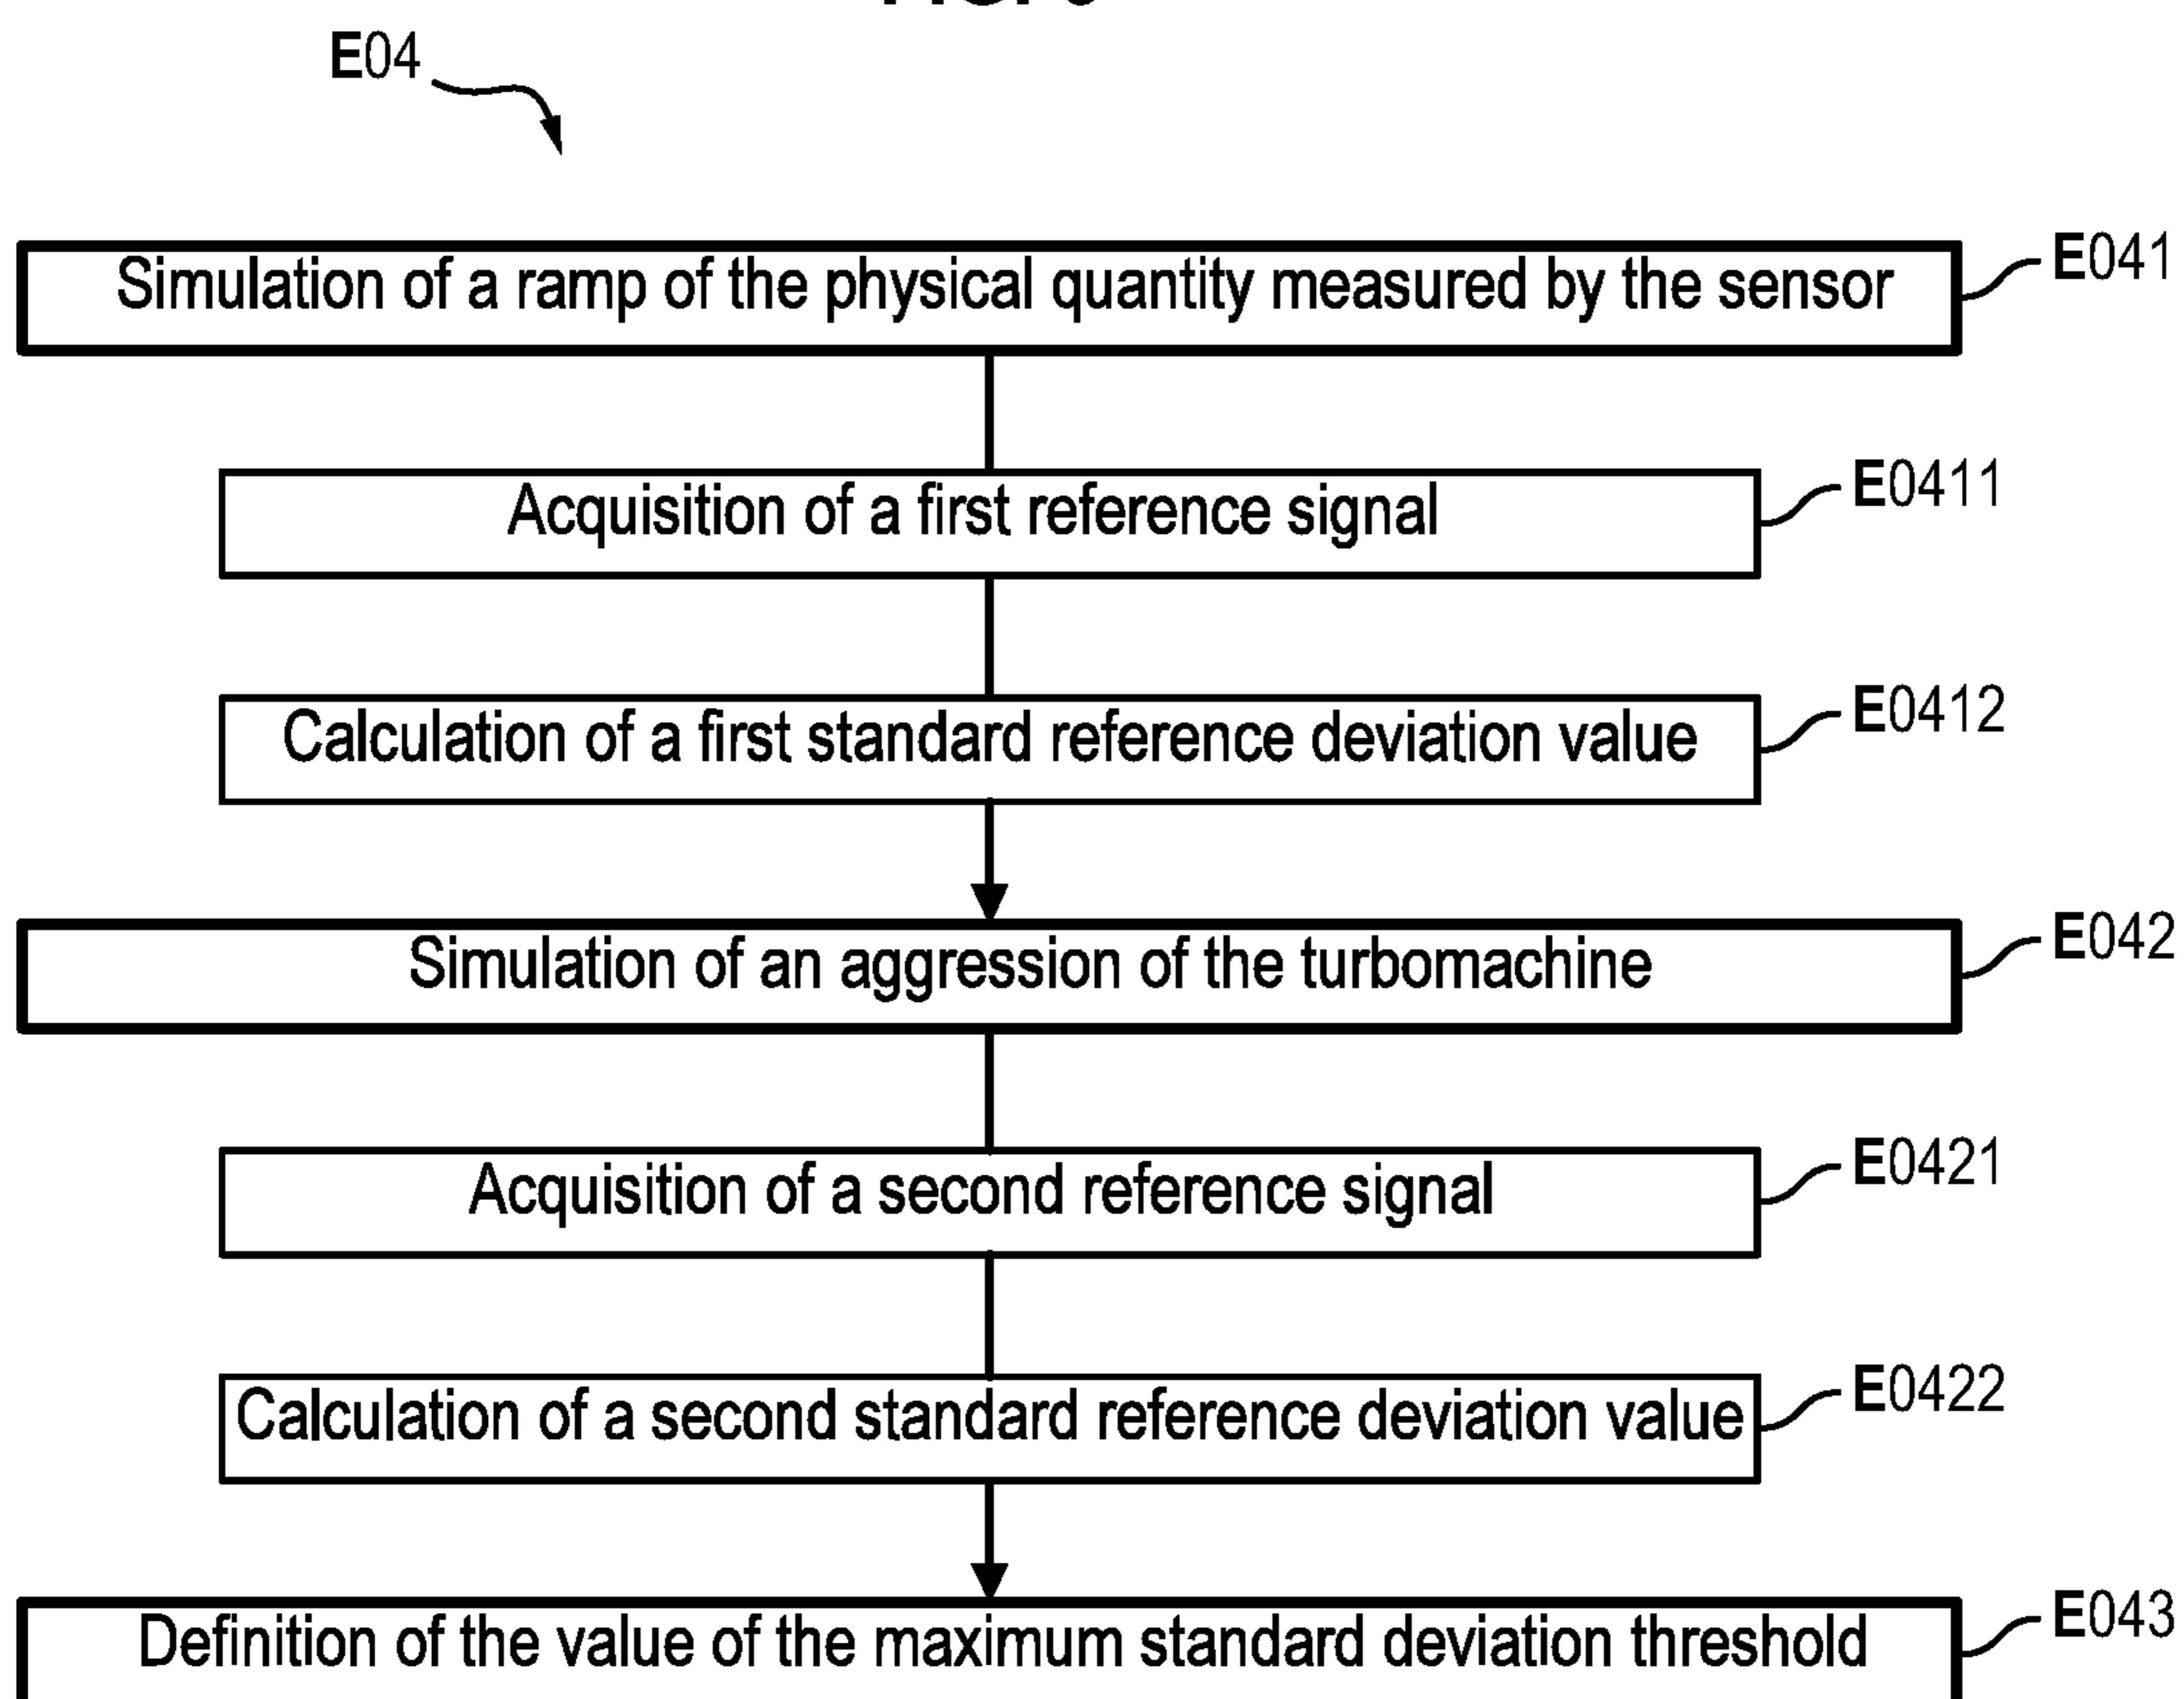 E04
Simulation of a ramp of the physical quantity measured by the sensor
E041
Acquisition of a first reference signal
E0411
Calculation of a first standard reference deviation value
E0412
Simulation of an aggression of the turbomachine
E042
Acquisition of a second reference signal
E0421
Calculation of a second standard reference deviation value
E0422
Definition of the value of the maximum standard deviation threshold
E043